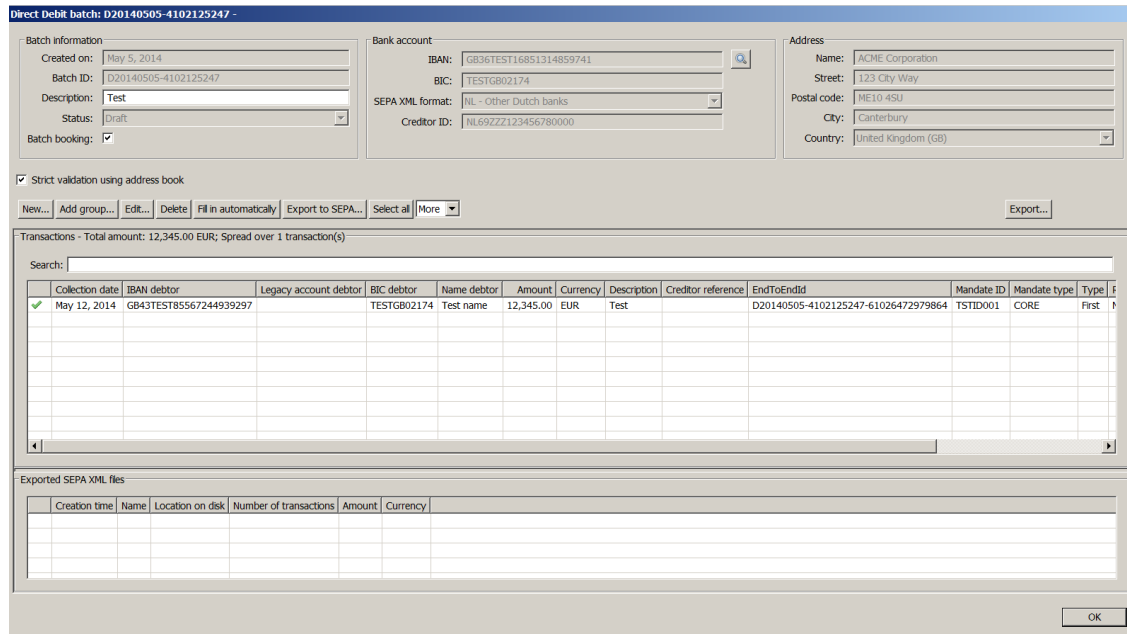 Direct Debit batch: D20140505-4102125247 -
Batch information
Created on: May 5, 2014
Batch ID: D20140505-4102125247
Description: Test
Status: Draft
Batch booking:
Bank account
IBAN: GB36TEST16851314859741
BIC: TESTGB02174
SEPA XML format: NL - Other Dutch banks
Creditor ID: NL69ZZZ123456780000
Address
Name: ACME Corporation
Street: 123 City Way
Postal code: ME10 4SU
City: Canterbury
Country: United Kingdom (GB)
Strict validation using address book
New... Add group... Edit... Delete Fill in automatically Export to SEPA... Select all More Export...
Transactions - Total amount: 12,345.00 EUR; Spread over 1 transaction(s)
Search:
Collection date IBAN debtor Legacy account debtor BIC debtor Name debtor Amount Currency Description Creditor reference EndToEndId Mandate ID Mandate type Type
May 12, 2014 GB43TEST85567244939297 TESTGB02174 Test name 12,345.00 EUR Test D20140505-4102125247-61026472979864 TSTID001 CORE First
Exported SEPA XML files
Creation time Name Location on disk Number of transactions Amount Currency
OK